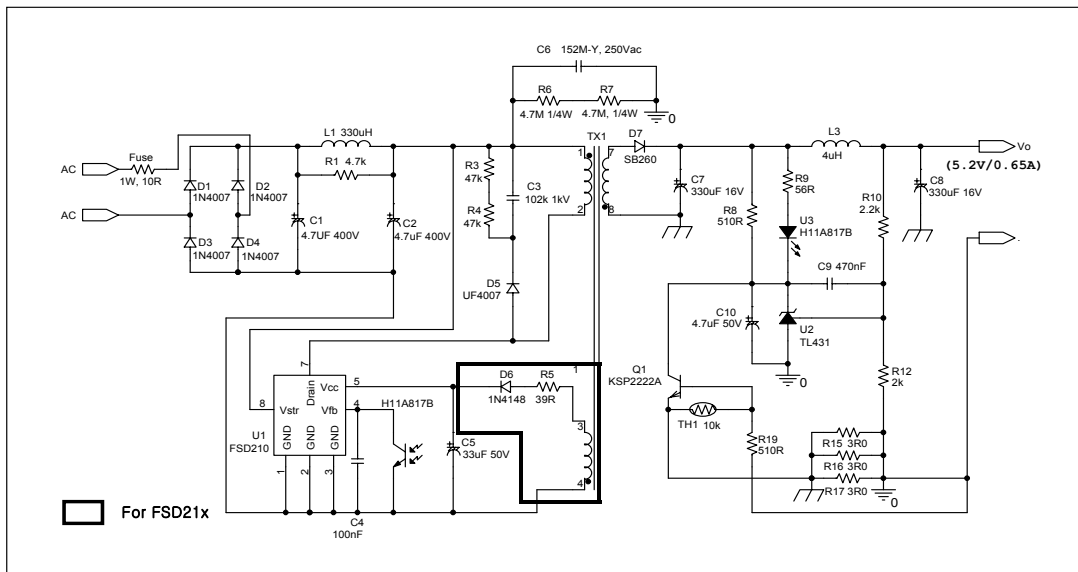 C6 152M-Y, 250Vac
R6
R7
4.7M 1/4W
4.7M, 1/4W
0
L1 330uH
TX1
D7
L3
AC
Fuse
1W, 10R
R1 4.7k
1
7
SB260
4uH
Vo
(5.2V/0.65A)
D1
1N4007
D2
1N4007
R3
47k
C3
102k 1kV
C7
330uF 16V
R9
56R
C8
330uF 16V
R10
2.2k
AC
C1
4.7UF 400V
C2
4.7uF 400V
R4
47k
2
8
R8
510R
U3
H11A817B
D3
1N4007
D4
1N4007
.
C9 470nF
D5
UF4007
C10
4.7uF 50V
U2
TL431
7
1
Q1
KSP2222A
0
R12
2k
Drain
Vcc
5
D6
1N4148
R5
39R
8
Vstr
Vfb
4
H11A817B
TH1 10k
U1
FSD210
GND
GND
GND
C5
33uF 50V
3
R19
510R
R15 3R0
R16 3R0
R17 3R0
0
1
2
3
4
C4
100nF
For FSD21x